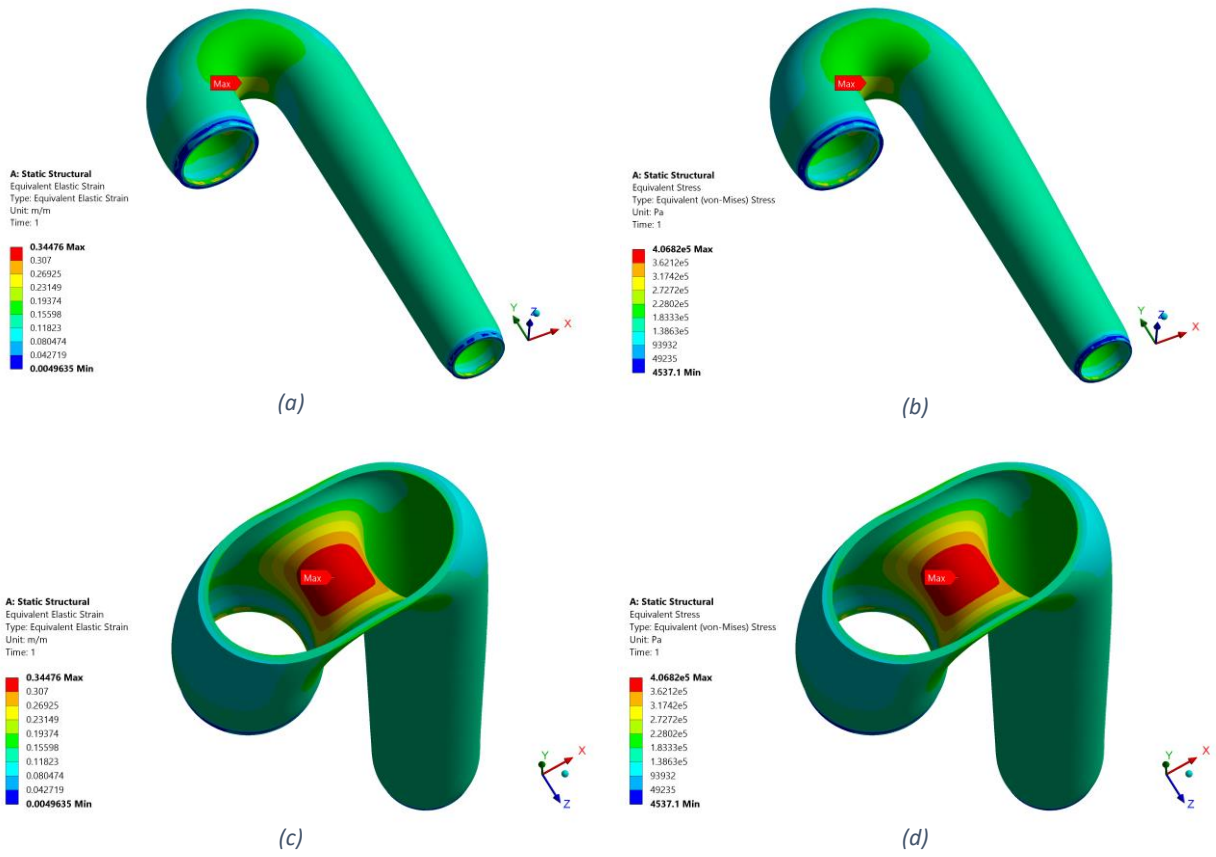 Max
A: Static Structural
Equivalent Elastic Strain
Type: Equivalent Elastic Strain
Unit: m/m
Time: 1
0.34476 Max
0.307
0.26925
0.23149
0.19374
0.15598
0.11823
0.080474
0.042719
0.0049635 Min
Y
Z
X
(a)
Max
A: Static Structural
Equivalent Stress
Type: Equivalent (von-Mises) Stress
Unit: Pa
Time: 1
4.0682e5 Max
3.6212e5
3.1742e5
2.7272e5
2.2802e5
1.8333e5
1.3863e5
93932
49235
4537.1 Min
Y
Z
X
(b)
Max
A: Static Structural
Equivalent Elastic Strain
Type: Equivalent Elastic Strain
Unit: m/m
Time: 1
0.34476 Max
0.307
0.26925
0.23149
0.19374
0.15598
0.11823
0.080474
0.042719
0.0049635 Min
Y
X
Z
(c)
Max
A: Static Structural
Equivalent Stress
Type: Equivalent (von-Mises) Stress
Unit: Pa
Time: 1
4.0682e5 Max
3.6212e5
3.1742e5
2.7272e5
2.2802e5
1.8333e5
1.3863e5
93932
49235
4537.1 Min
Y
X
Z
(d)